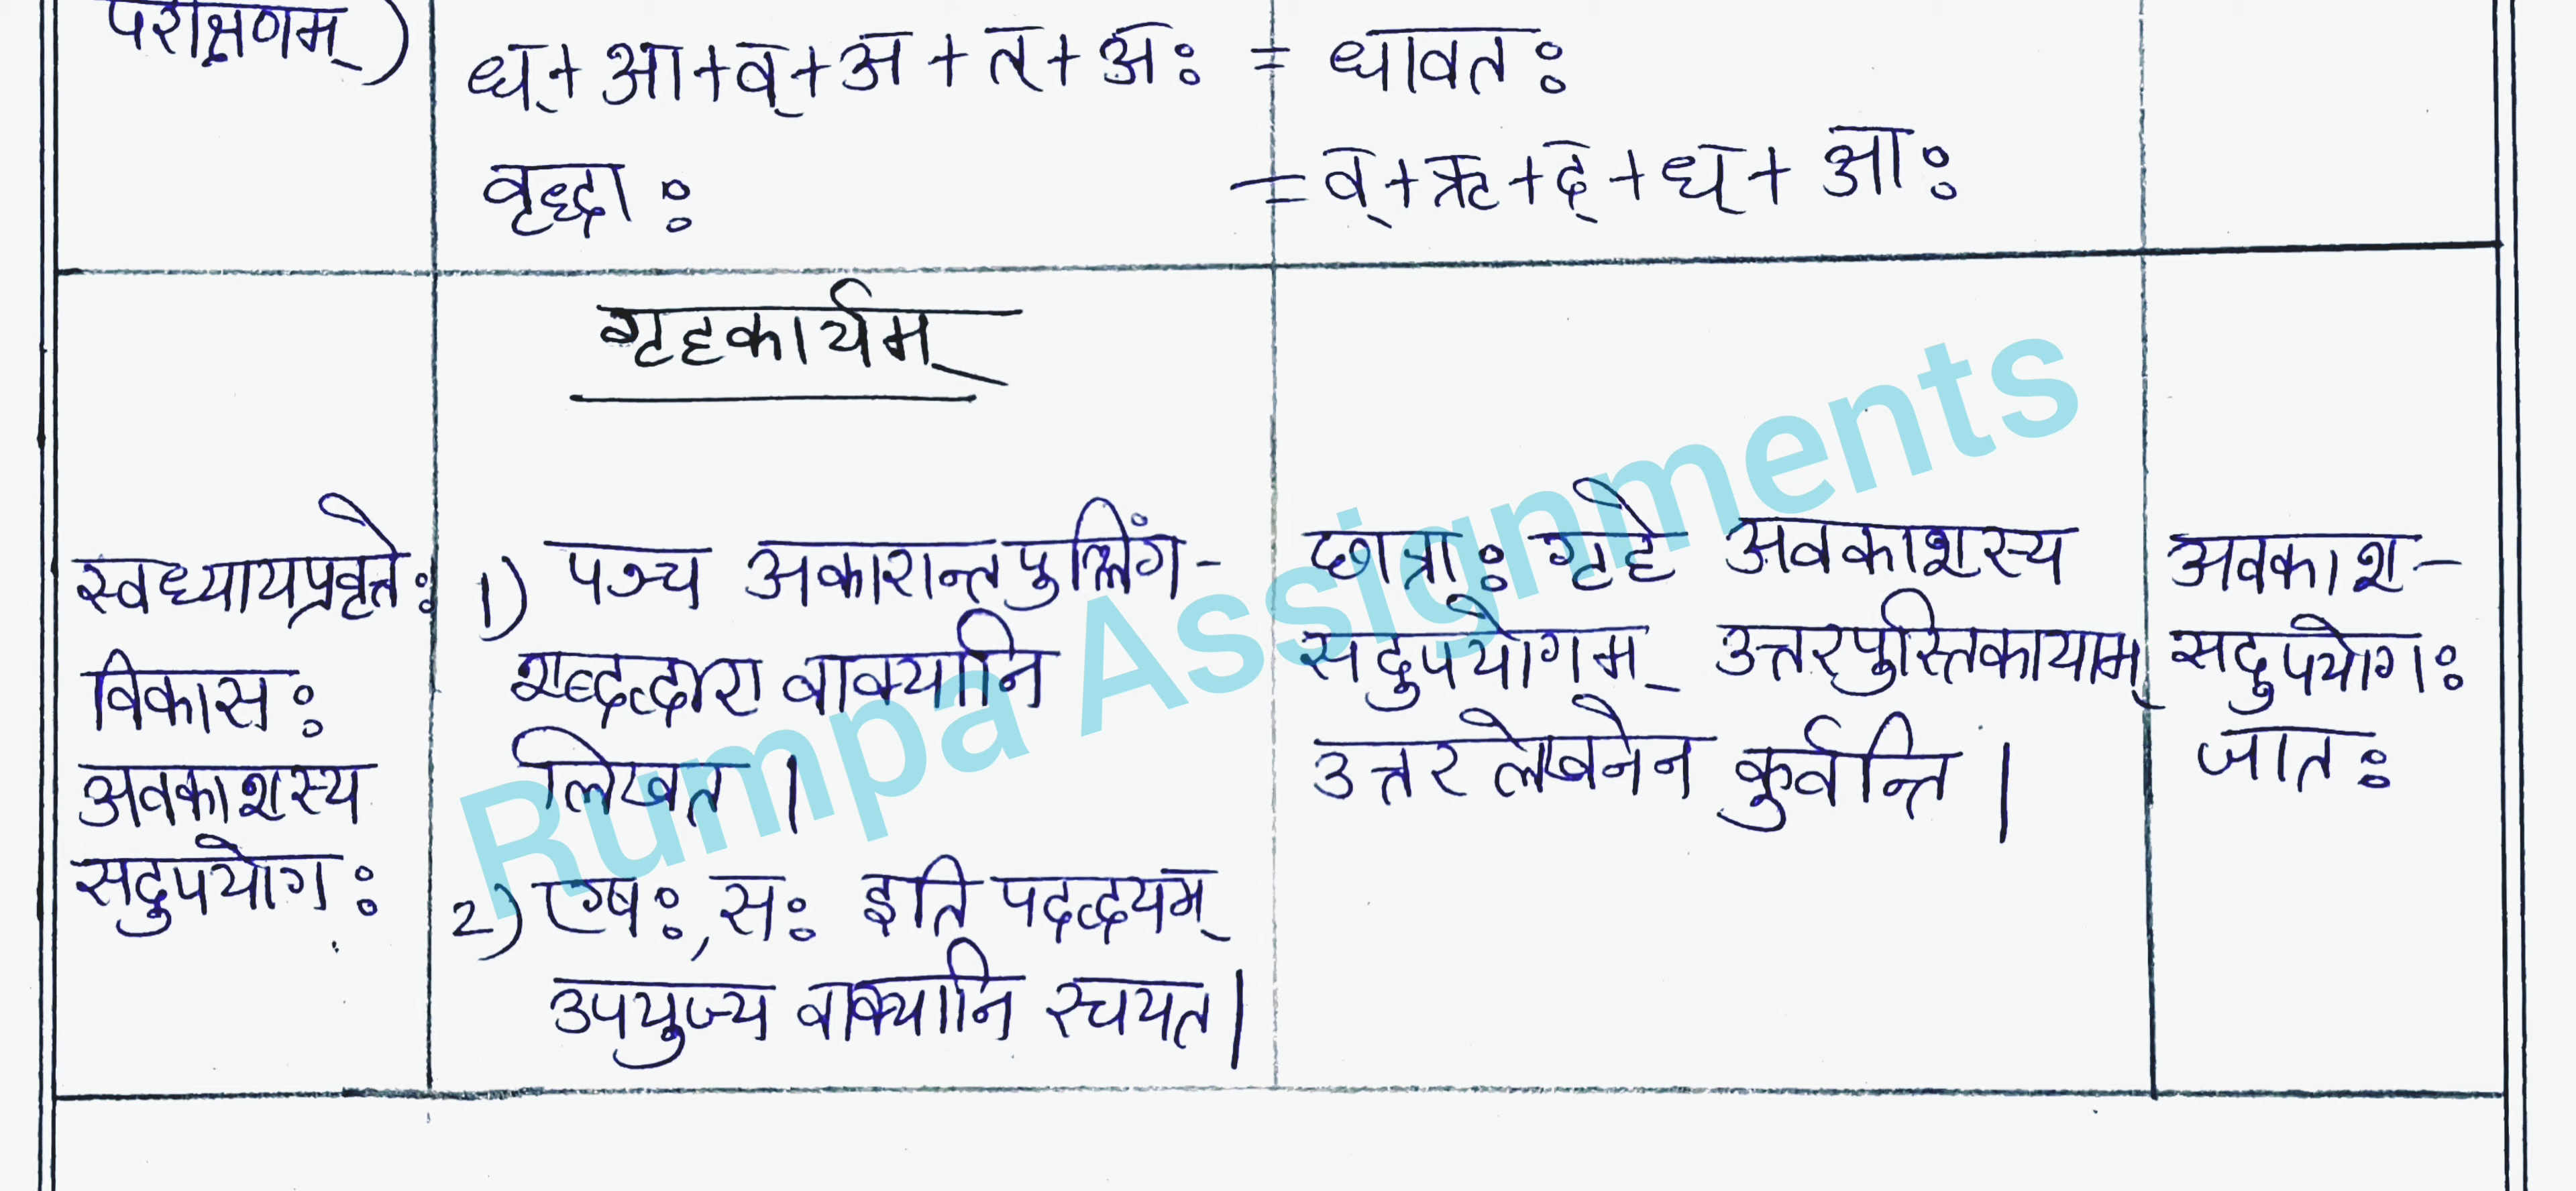 परीक्षणम्)
ध्+आ+व्+अ+त्+अः = धावतः
वृद्धाः = व्+ऋ+द्+ध्+आः
गृहकार्यम्
स्वध्यायप्रवृत्तेः
विकासः
अवकाशस्य
सदुपयोगः
1) पञ्च अकारान्तपुल्लिंग-
शब्दद्वारा वाक्यानि
लिखत।
2) एषः, सः इति पदद्वयम्
उपयुज्य वाक्यानि रचयत।
छात्राः गृहे अवकाशस्य
सदुपयोगम् उत्तरपुस्तिकायाम्
उत्तरलेखनेन कुर्वन्ति।
अवकाश-
सदुपयोगः
जातः
Rumpa Assignments